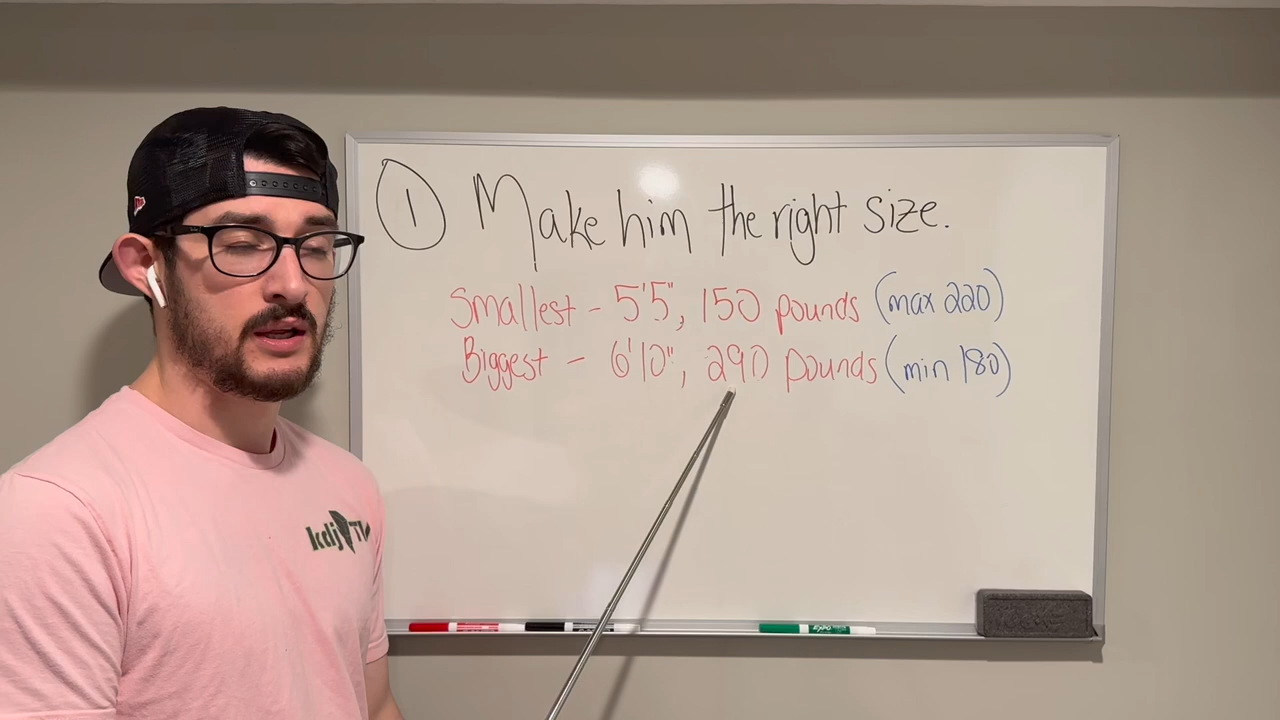 ① Make him the right size.
Smallest - 5'5", 150 pounds (max 220)
Biggest - 6'10", 290 pounds (min 180)
kdj